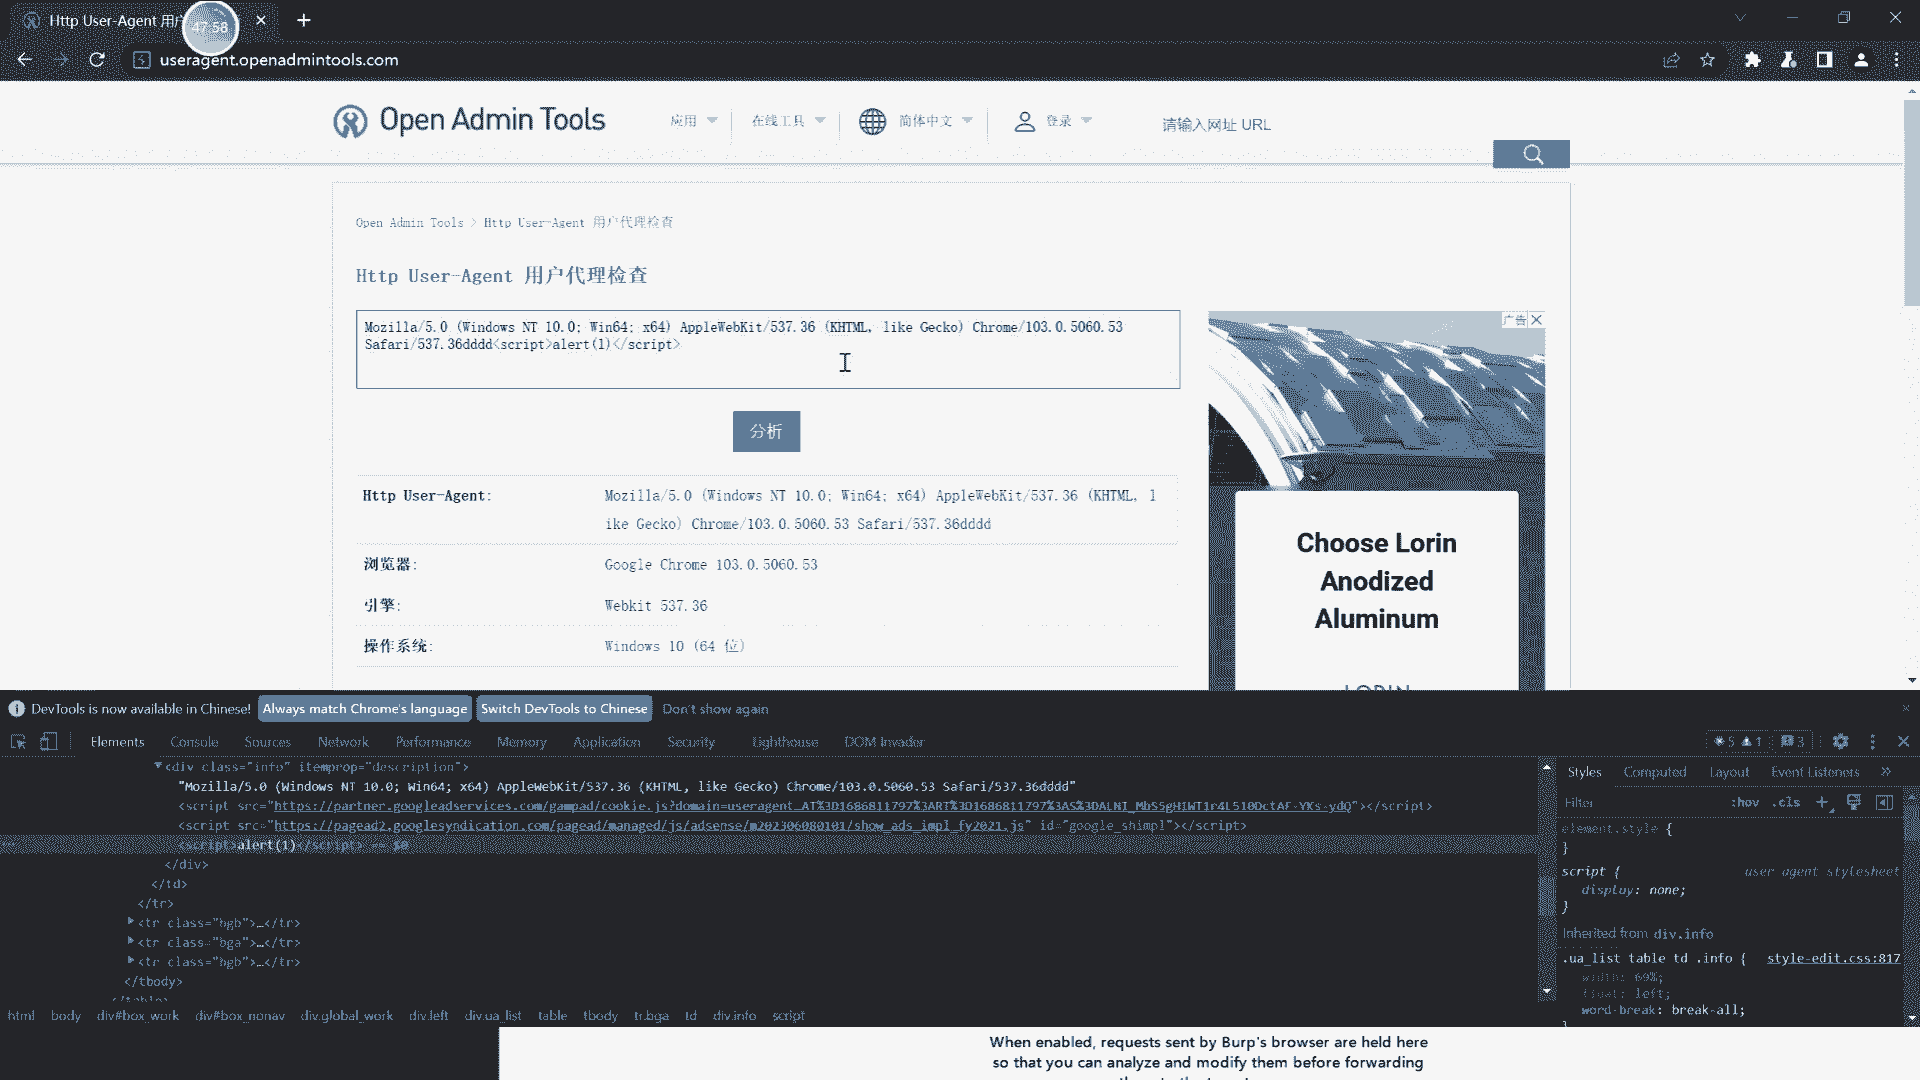 Http User-Agent 用户
47:58
useragent.openadmintools.com
Open Admin Tools
应用
在线工具
简体中文
登录
请输入网址 URL
Open Admin Tools > Http User-Agent 用户代理检查
Http User-Agent 用户代理检查
Mozilla/5.0 (Windows NT 10.0; Win64; x64) AppleWebKit/537.36 (KHTML, like Gecko) Chrome/103.0.5060.53
Safari/537.36dddd<script>alert(1)</script>
分析
Http User-Agent:
Mozilla/5.0 (Windows NT 10.0; Win64; x64) AppleWebKit/537.36 (KHTML, l
ike Gecko) Chrome/103.0.5060.53 Safari/537.36dddd
浏览器:
Google Chrome 103.0.5060.53
引擎:
Webkit 537.36
操作系统:
Windows 10 (64 位)
广告
Choose Lorin
Anodized
Aluminum
LORIN
DevTools is now available in Chinese!
Always match Chrome's language
Switch DevTools to Chinese
Don't show again
Elements
Console
Sources
Network
Performance
Memory
Application
Security
Lighthouse
DOM Invader
5
1
3
<div class="info" itemprop="description">
"Mozilla/5.0 (Windows NT 10.0; Win64; x64) AppleWebKit/537.36 (KHTML, like Gecko) Chrome/103.0.5060.53 Safari/537.36dddd"
<script src="https://partner.googleadservices.com/gampad/cookie.js?domain=useragent…
<script src="https://pagead2.googlesyndication.com/pagead/managed/js/adsense/m202306080101/show_ads_impl_fy2021.js" id="google_shimpl"></script>
<script>alert(1)</script> == $0
</div>
</td>
</tr>
<tr class="bgb">…</tr>
<tr class="bga">…</tr>
<tr class="bgb">…</tr>
</tbody>
</table>
html body div#box_work div#box_nonav div.global_work div.left div.ua_list table tbody tr.bga td div.info script
Styles
Computed
Layout
Event Listeners
Filter
:hov
.cls
element.style {
}
script {
user agent stylesheet
display: none;
}
Inherited from div.info
.ua_list table td .info {
style-edit.css:817
width: 69%;
float: left;
word-break: break-all;
}
When enabled, requests sent by Burp's browser are held here
so that you can analyze and modify them before forwarding